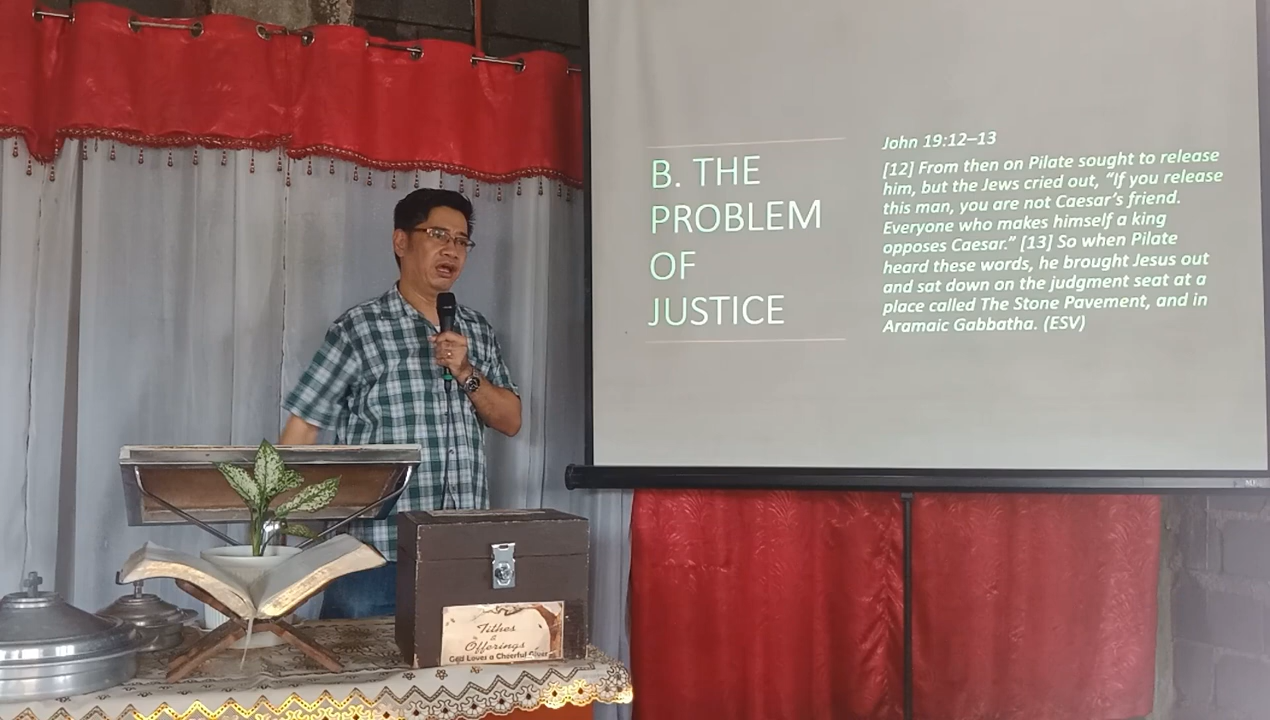 B. THE
PROBLEM
OF
JUSTICE
John 19:12–13
[12] From then on Pilate sought to release
him, but the Jews cried out, “If you release
this man, you are not Caesar’s friend.
Everyone who makes himself a king
opposes Caesar.” [13] So when Pilate
heard these words, he brought Jesus out
and sat down on the judgment seat at a
place called The Stone Pavement, and in
Aramaic Gabbatha. (ESV)
Tithes
&
Offerings
God Loves a Cheerful Giver